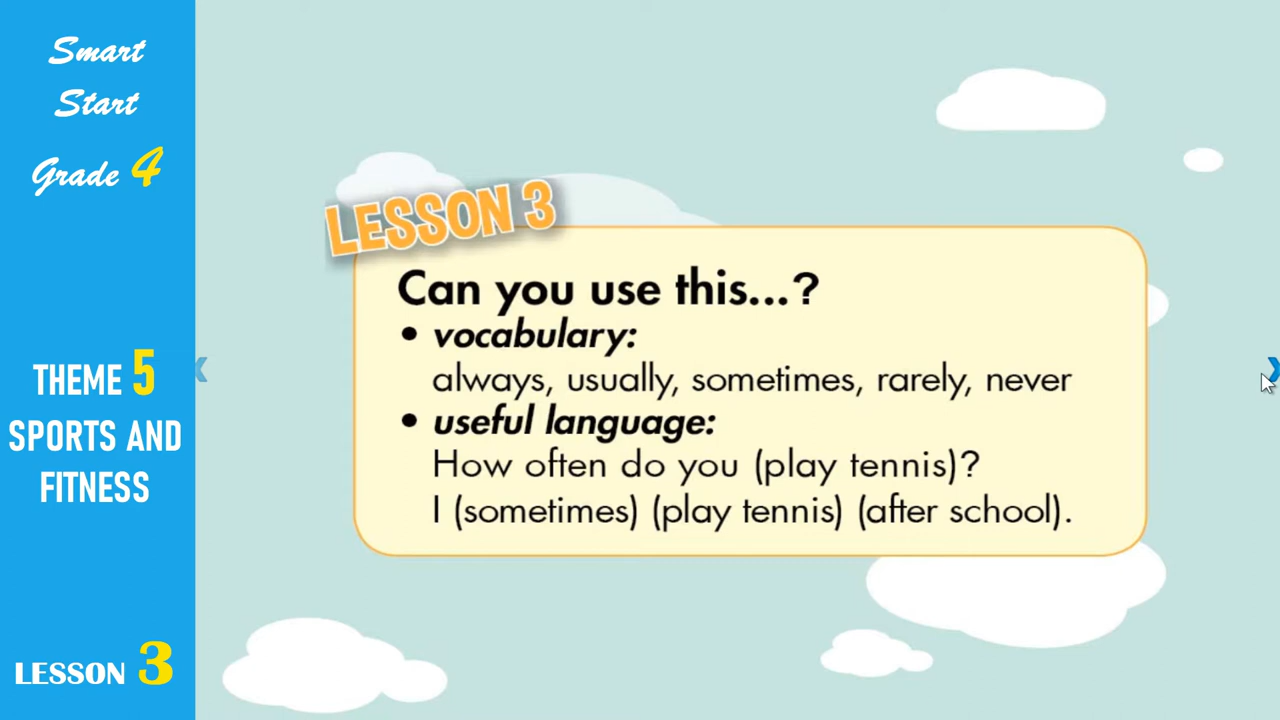 Smart
Start
Grade 4
THEME 5
SPORTS AND
FITNESS
LESSON 3
LESSON 3
Can you use this...?
• vocabulary:
always, usually, sometimes, rarely, never
• useful language:
How often do you (play tennis)?
I (sometimes) (play tennis) (after school).